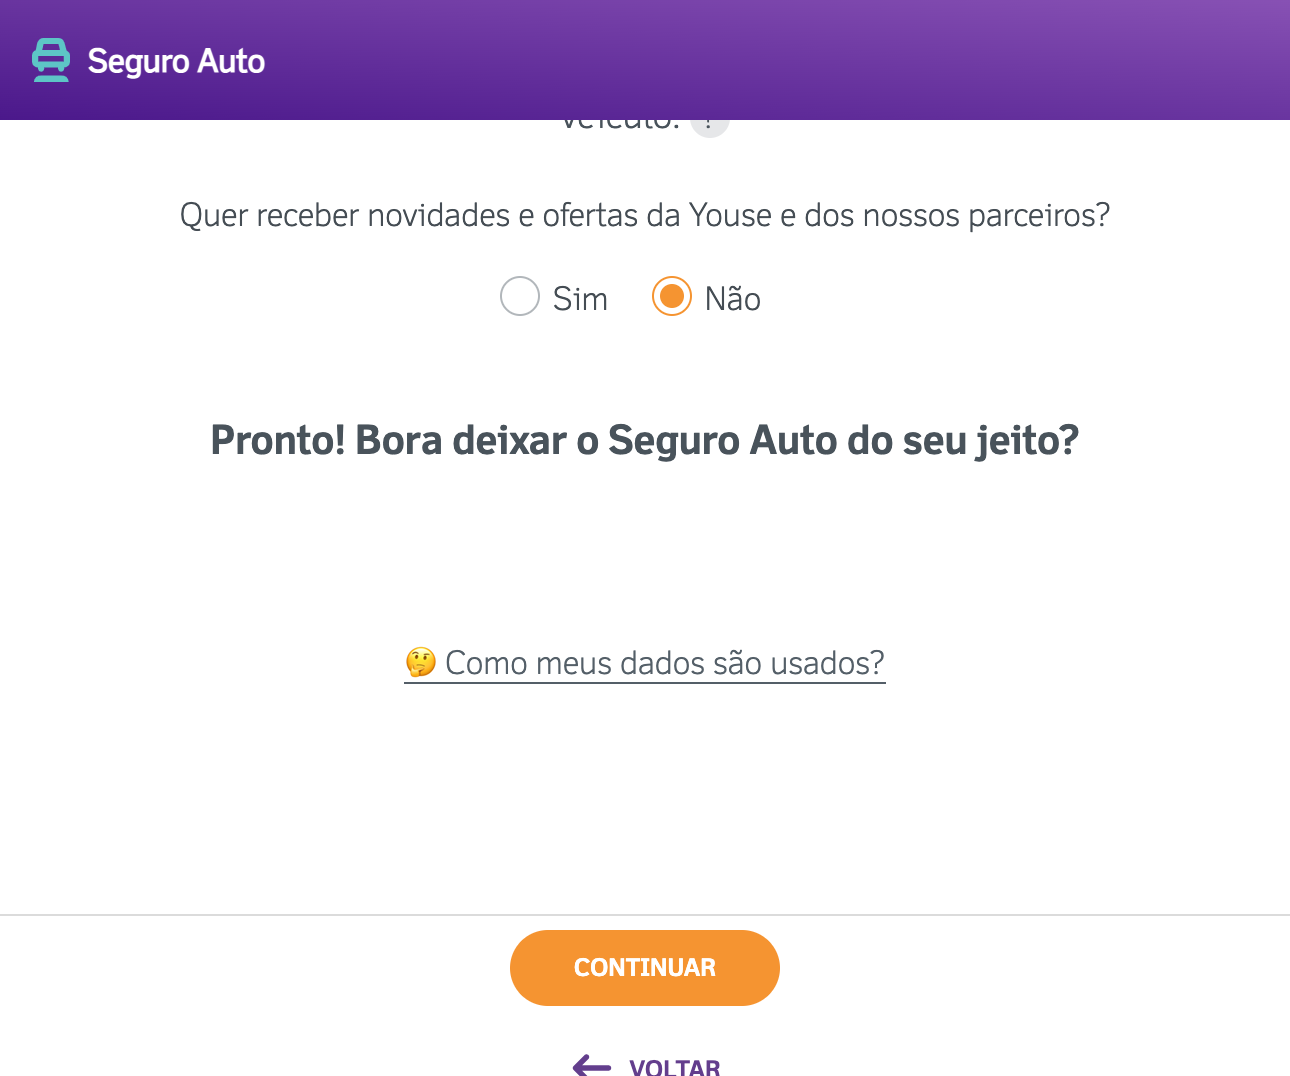 Seguro Auto
Quer receber novidades e ofertas da Youse e dos nossos parceiros?
Sim Não
Pronto! Bora deixar o Seguro Auto do seu jeito?
🤔 Como meus dados são usados?
CONTINUAR
← VOLTAR